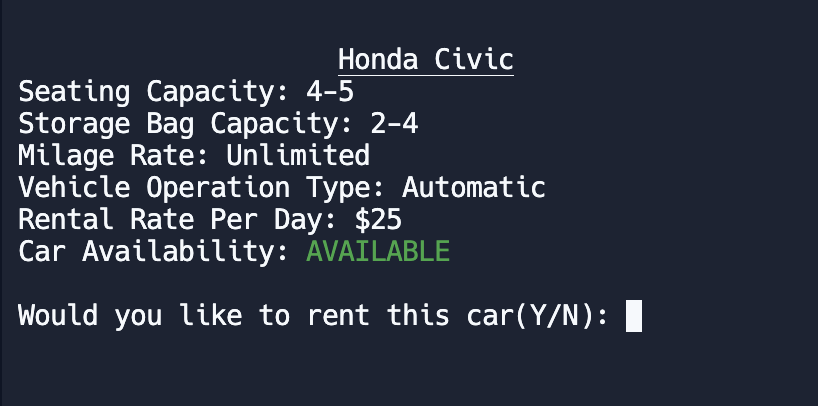 Honda Civic
Seating Capacity: 4-5
Storage Bag Capacity: 2-4
Milage Rate: Unlimited
Vehicle Operation Type: Automatic
Rental Rate Per Day: $25
Car Availability: AVAILABLE
Would you like to rent this car(Y/N):